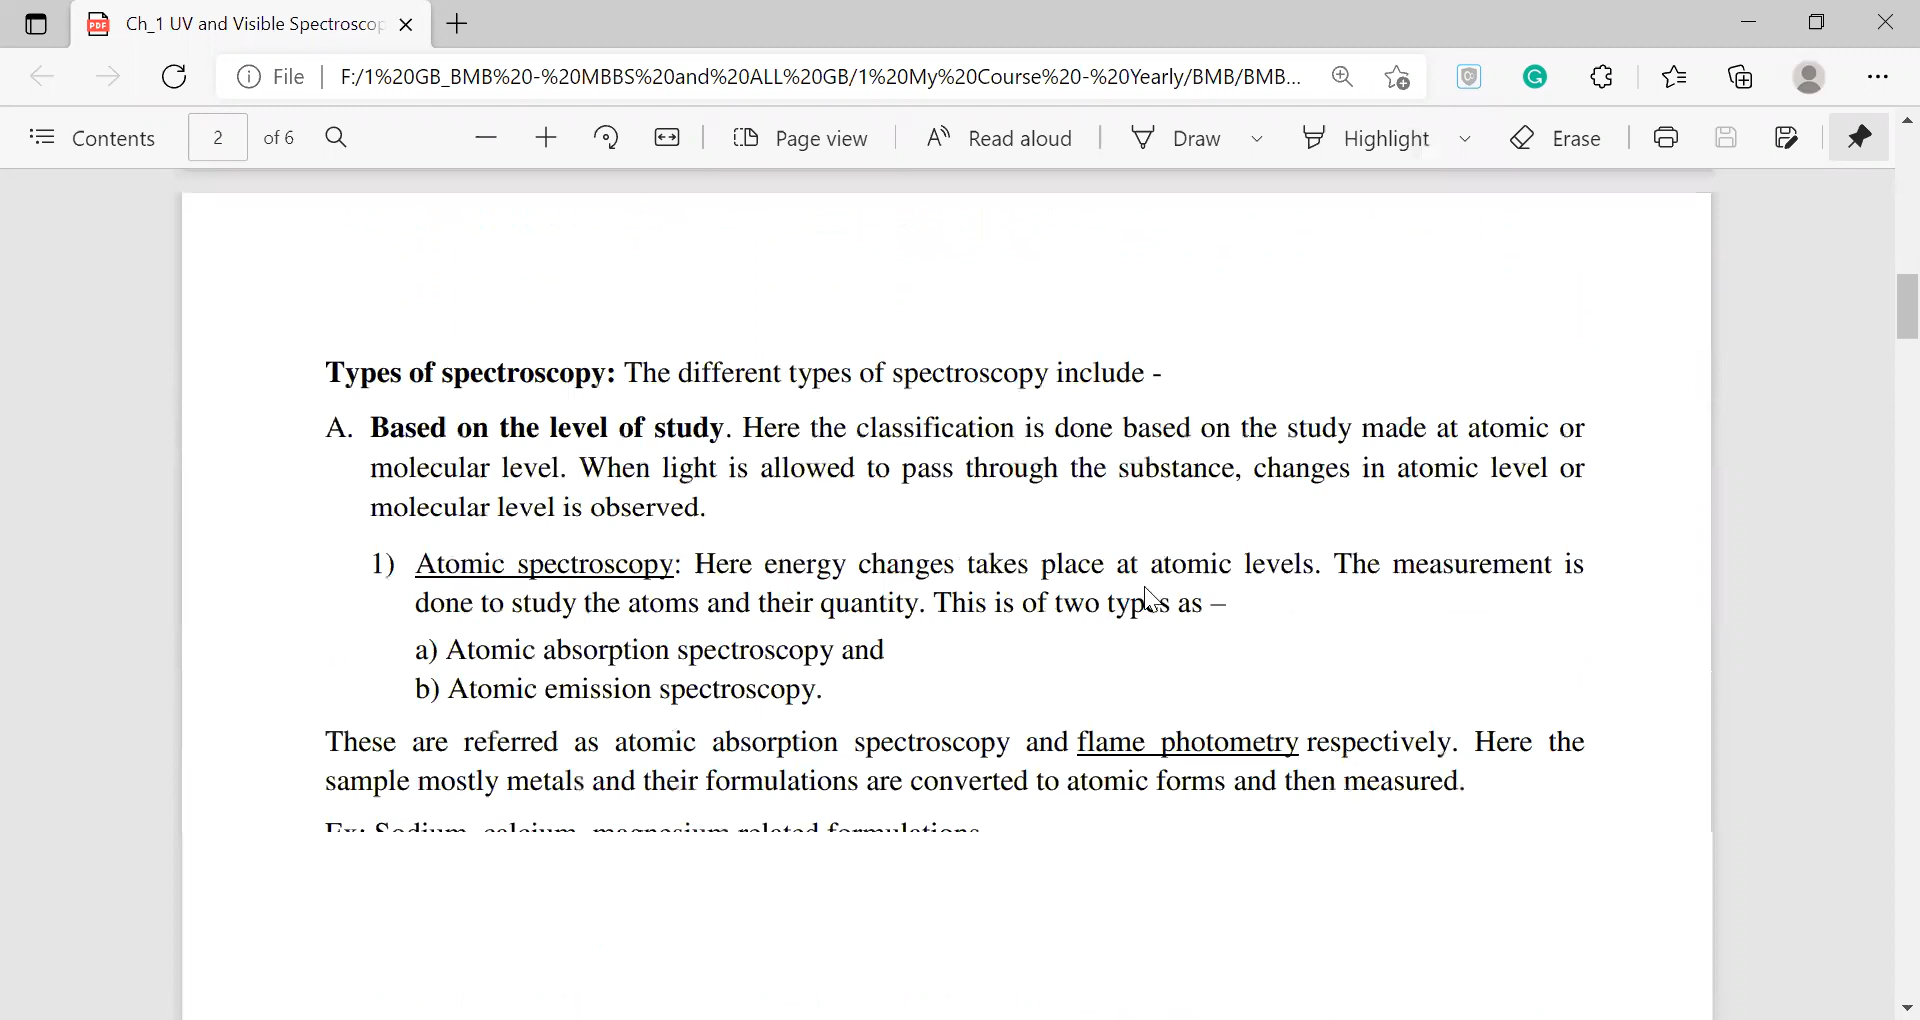 Ch_1 UV and Visible Spectroscop
File F:/1%20GB_BMB%20-%20MBBS%20and%20ALL%20GB/1%20My%20Course%20-%20Yearly/BMB/BMB...
Contents 2 of 6 Page view Read aloud Draw Highlight Erase
Types of spectroscopy: The different types of spectroscopy include -
A. Based on the level of study. Here the classification is done based on the study made at atomic or
molecular level. When light is allowed to pass through the substance, changes in atomic level or
molecular level is observed.
1) Atomic spectroscopy: Here energy changes takes place at atomic levels. The measurement is
done to study the atoms and their quantity. This is of two types as –
a) Atomic absorption spectroscopy and
b) Atomic emission spectroscopy.
These are referred as atomic absorption spectroscopy and flame photometry respectively. Here the
sample mostly metals and their formulations are converted to atomic forms and then measured.
Ex: Sodium, calcium, magnesium related formulations